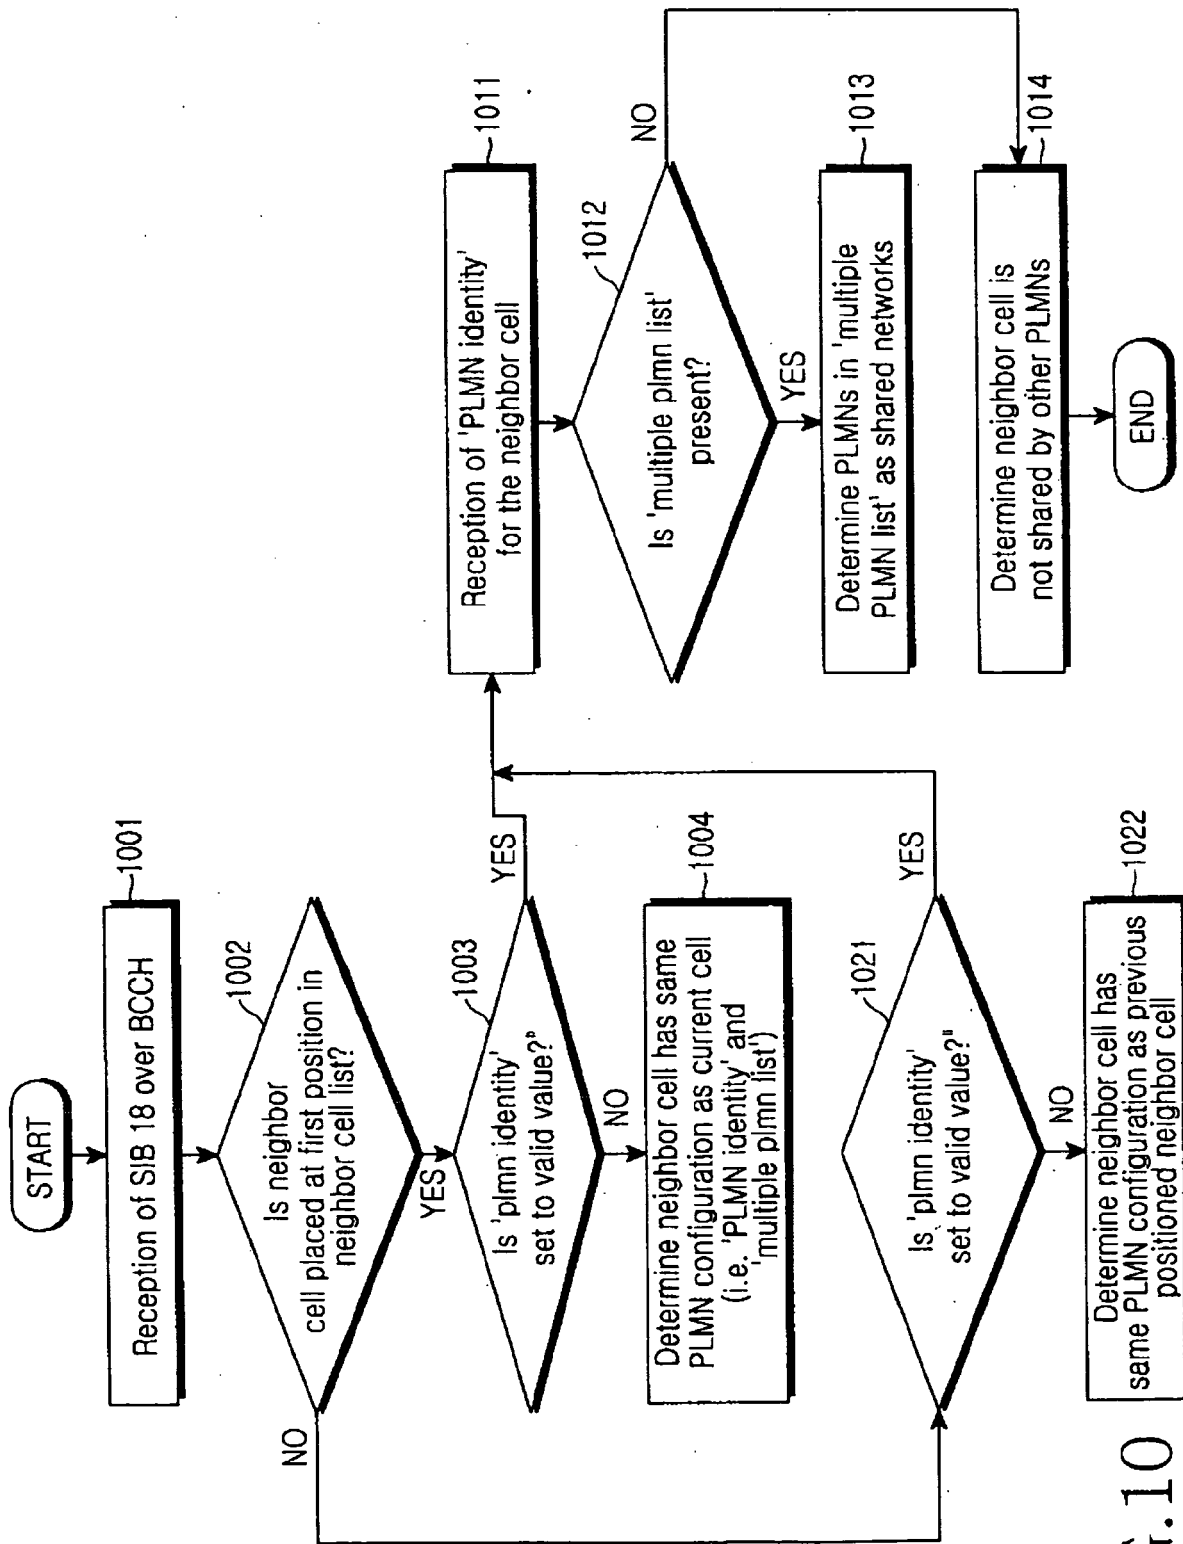 START
Reception of SIB 18 over BCCH
1001
Is neighbor
cell placed at first position in
neighbor cell list?
1002
NO
YES
Is 'plmn identity'
set to valid value?"
1003
YES
NO
Determine neighbor cell has same
PLMN configuration as current cell
(i.e. 'PLMN identity' and
'multiple plmn list')
1004
Is 'plmn identity'
set to valid value?"
1021
YES
NO
Determine neighbor cell has
same PLMN configuration as previous
positioned neighbor cell
1022
Reception of 'PLMN identity'
for the neighbor cell
1011
Is 'multiple plmn list'
present?
1012
NO
YES
Determine PLMNs in 'multiple
PLMN list' as shared networks
1013
Determine neighbor cell is
not shared by other PLMNs
1014
END
.10